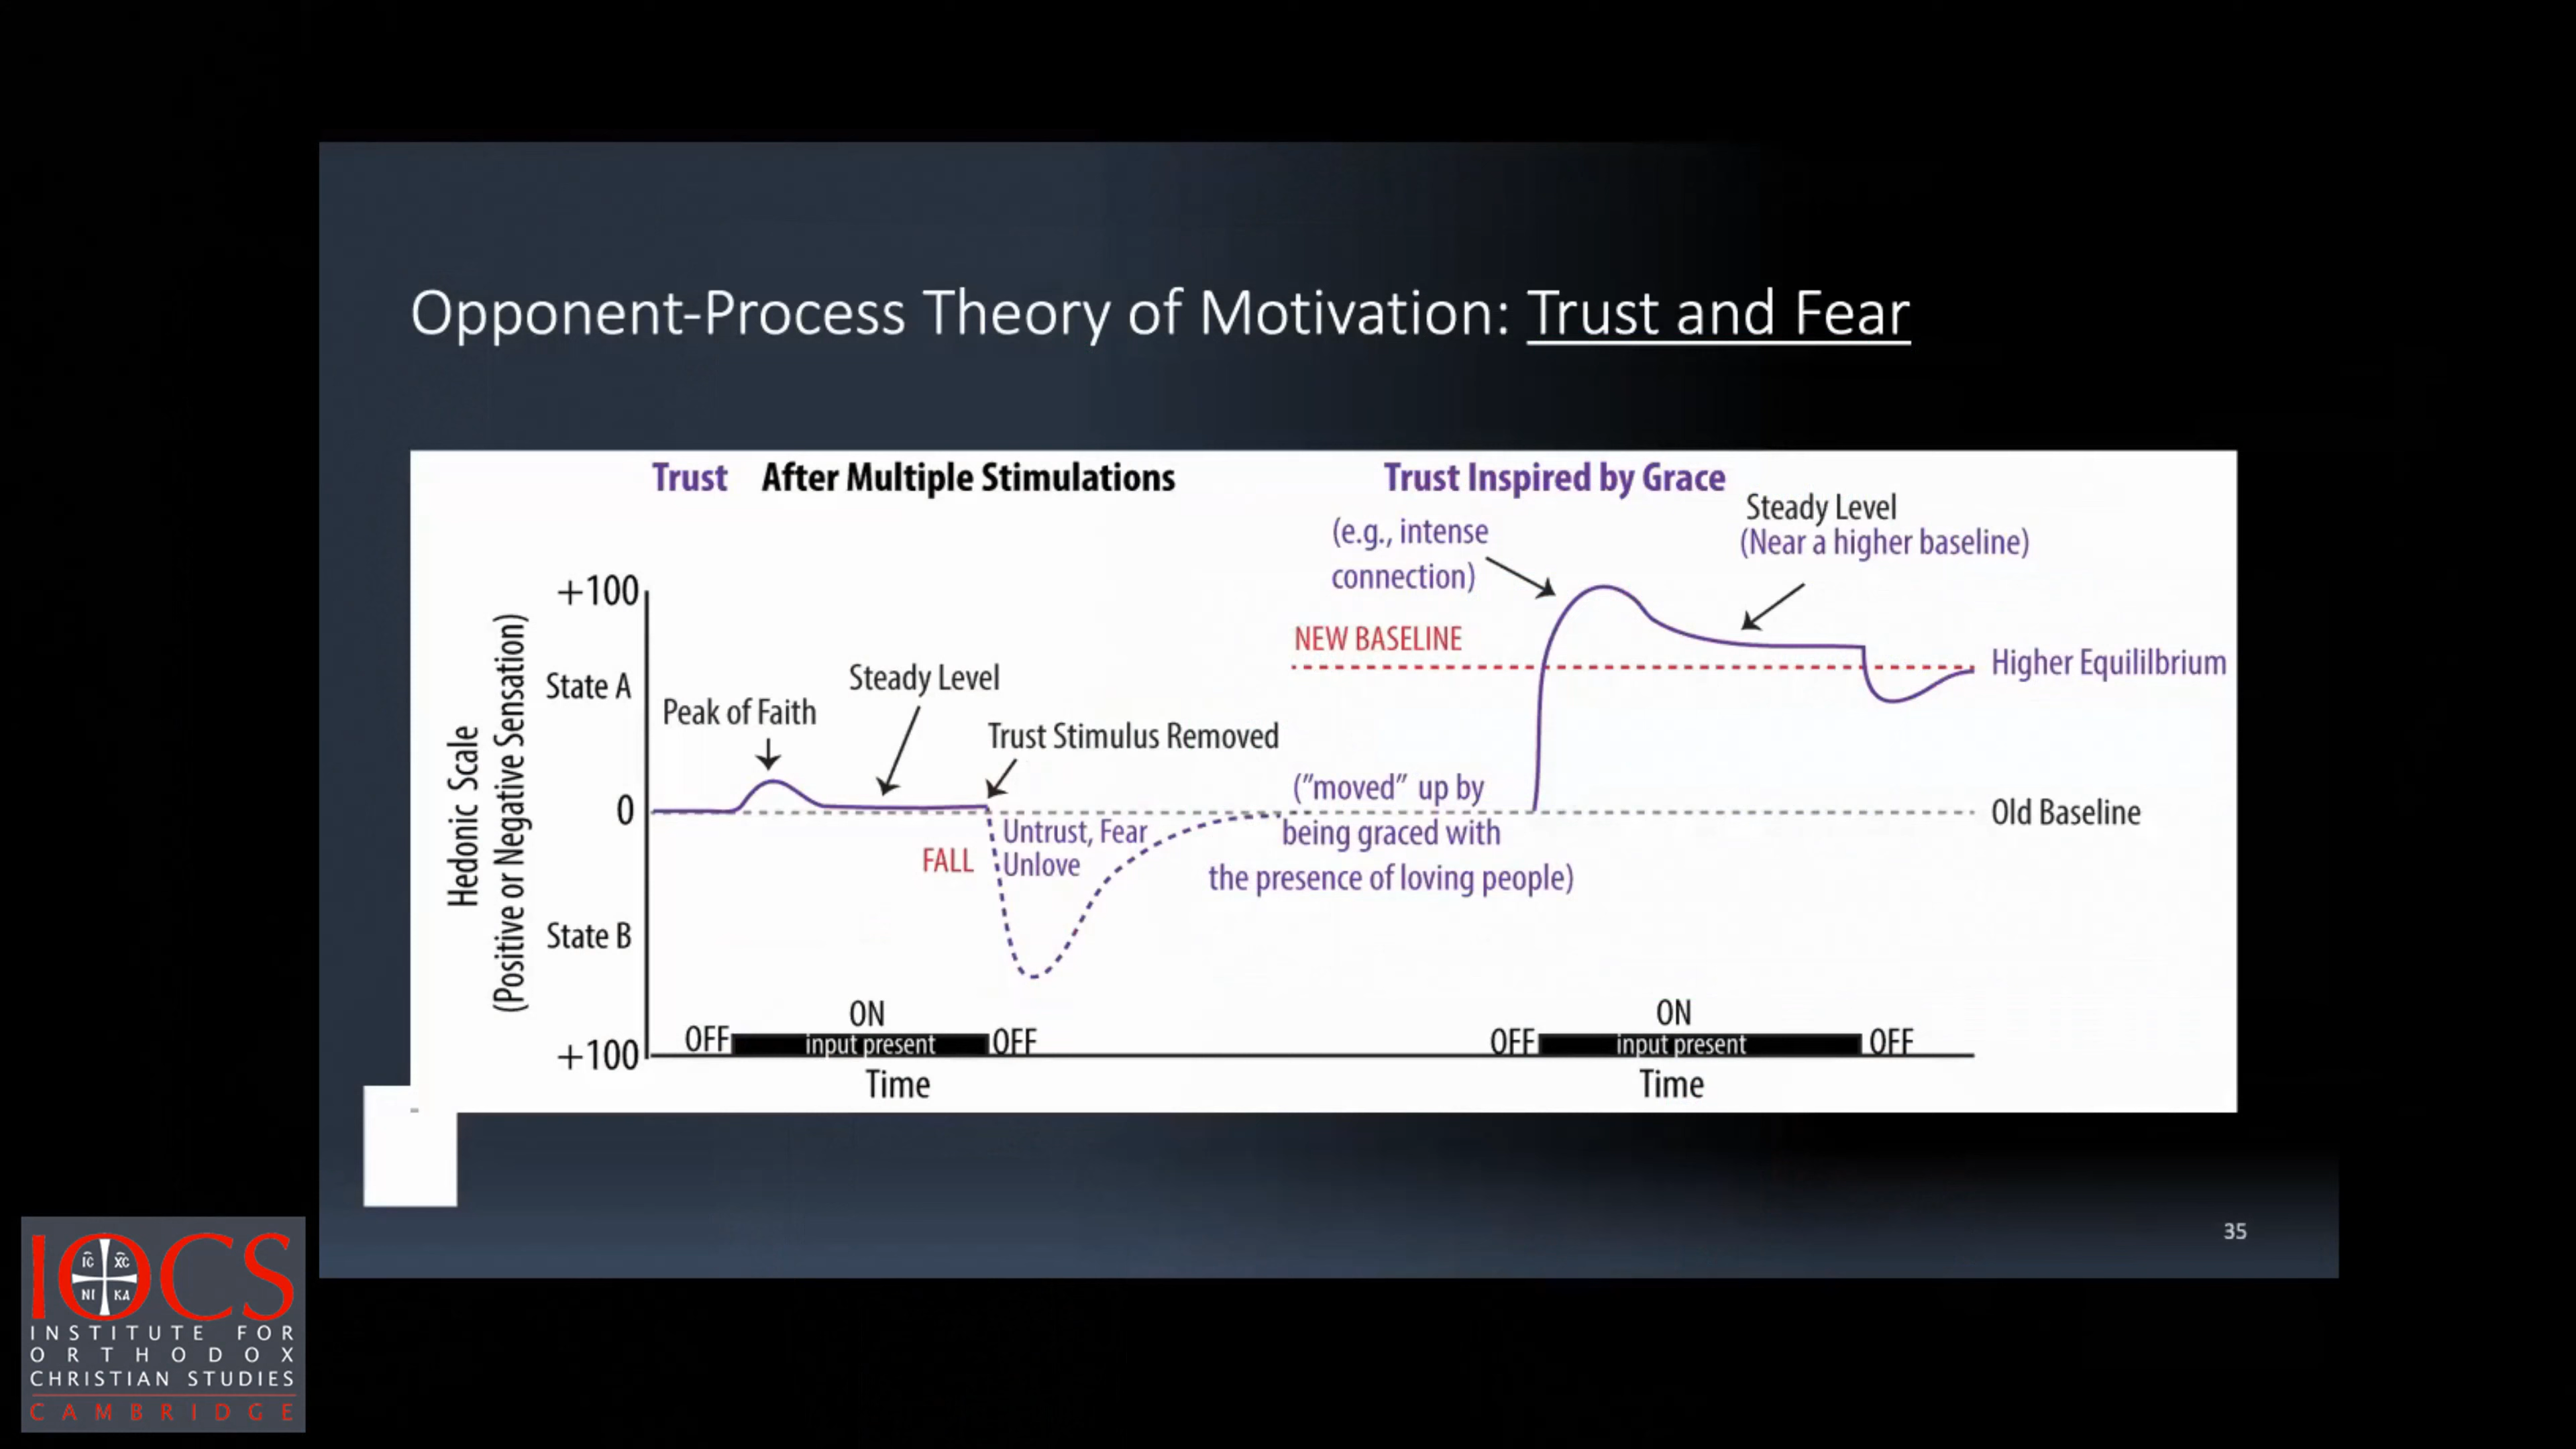 Opponent-Process Theory of Motivation: Trust and Fear
Trust After Multiple Stimulations
Trust Inspired by Grace
(e.g., intense
connection)
Steady Level
(Near a higher baseline)
+100
NEW BASELINE
Higher Equililbrium
State A
Peak of Faith
Steady Level
Trust Stimulus Removed
Hedonic Scale
(Positive or Negative Sensation)
0
("moved" up by
being graced with
the presence of loving people)
Old Baseline
Untrust, Fear
Unlove
FALL
State B
ON
OFF
input present
OFF
ON
OFF
input present
OFF
+100
Time
Time
35
IOCS
IC XC
NI KA
INSTITUTE FOR
ORTHODOX
CHRISTIAN STUDIES
CAMBRIDGE